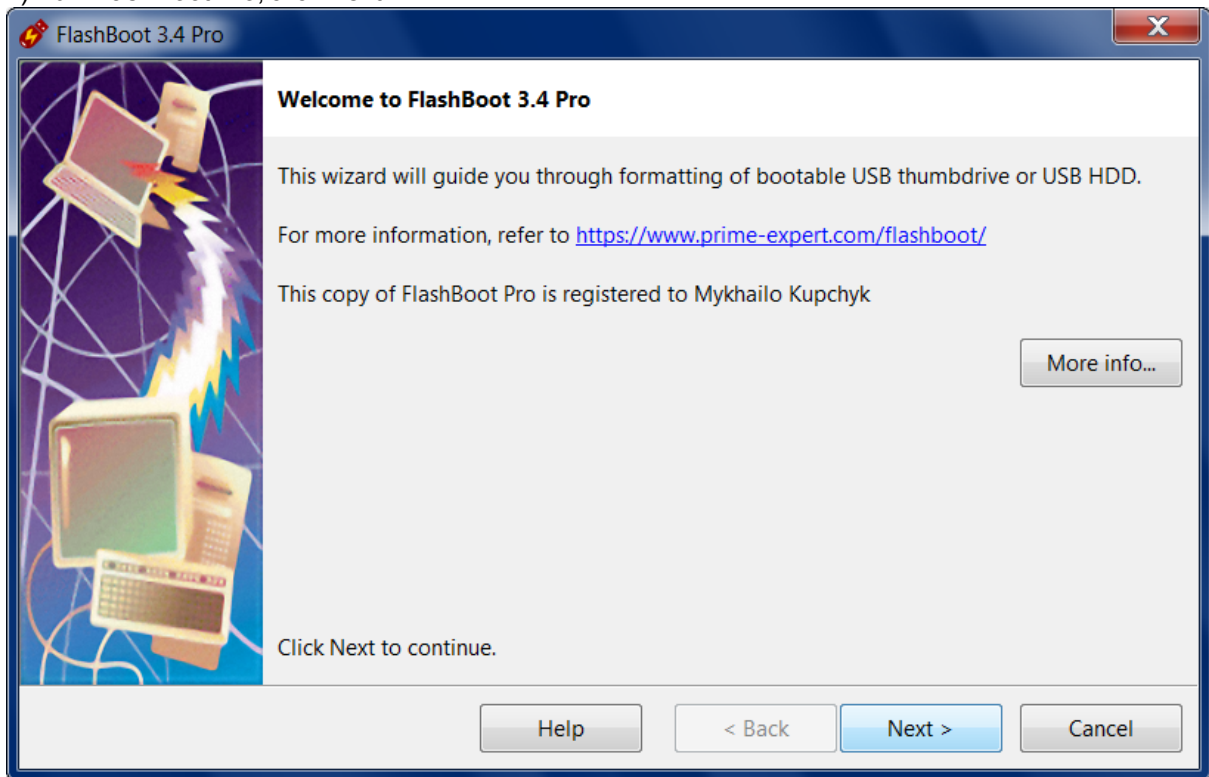 FlashBoot 3.4 Pro
Welcome to FlashBoot 3.4 Pro
This wizard will guide you through formatting of bootable USB thumbdrive or USB HDD.
For more information, refer to https://www.prime-expert.com/flashboot/
This copy of FlashBoot Pro is registered to Mykhailo Kupchyk
More info...
Click Next to continue.
Help < Back Next > Cancel